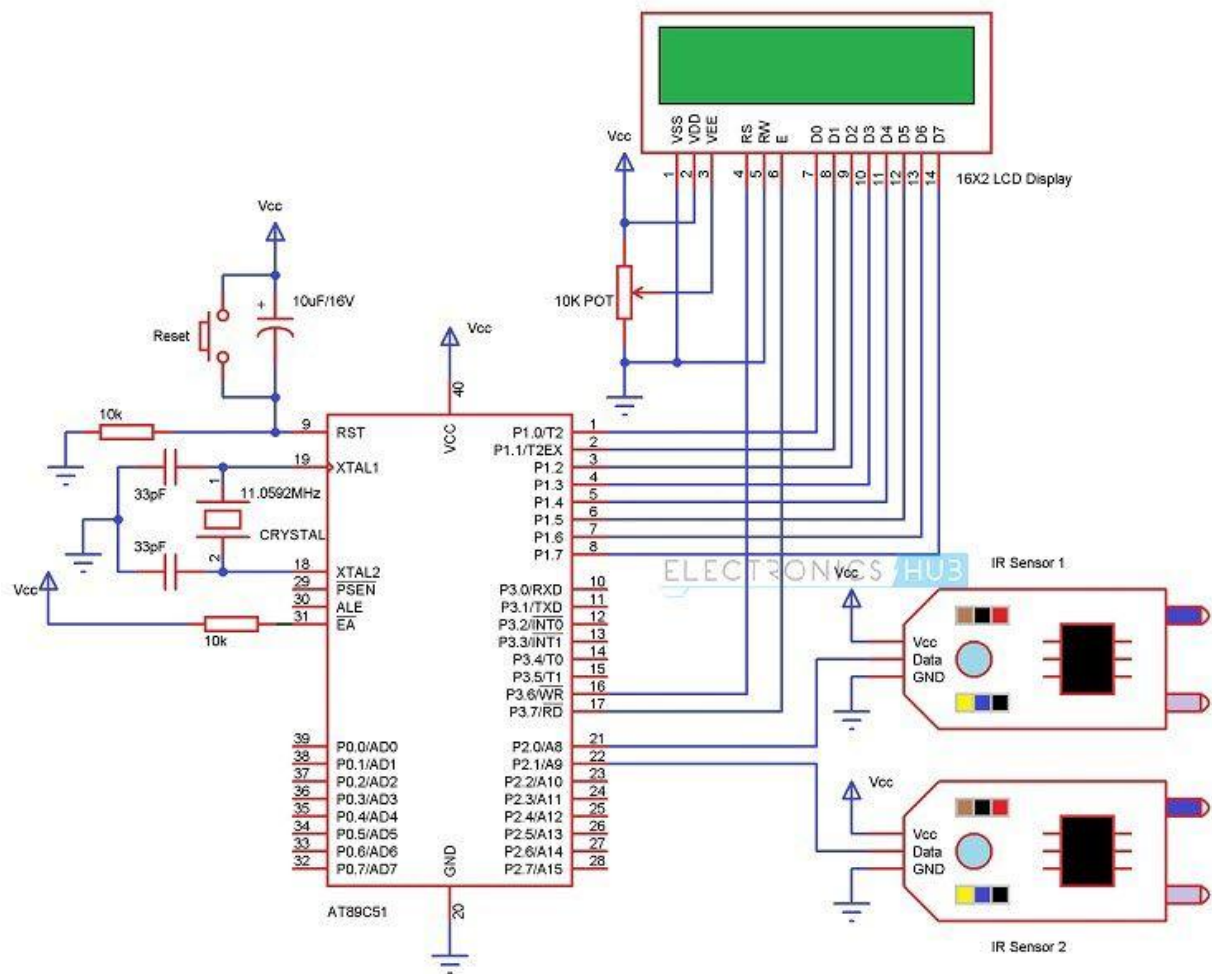 VSS
VDD
VEE
RS
RW
E
D0
D1
D2
D3
D4
D5
D6
D7
1
2
3
4
5
6
7
8
9
10
11
12
13
14
16X2 LCD Display
Vcc
10K POT
Vcc
+
10uF/16V
Reset
Vcc
40
10k
9
RST
VCC
19
XTAL1
33pF
1
11.0592MHz
CRYSTAL
33pF
2
18
XTAL2
Vcc
29
PSEN
30
ALE
31
EA
10k
P1.0/T2
1
P1.1/T2EX
2
P1.2
3
P1.3
4
P1.4
5
P1.5
6
P1.6
7
P1.7
8
P3.0/RXD
10
P3.1/TXD
11
P3.2/INT0
12
P3.3/INT1
13
P3.4/T0
14
P3.5/T1
15
P3.6/WR
16
P3.7/RD
17
39
P0.0/AD0
38
P0.1/AD1
37
P0.2/AD2
36
P0.3/AD3
35
P0.4/AD4
34
P0.5/AD5
33
P0.6/AD6
32
P0.7/AD7
P2.0/A8
21
P2.1/A9
22
P2.2/A10
23
P2.3/A11
24
P2.4/A12
25
P2.5/A13
26
P2.6/A14
27
P2.7/A15
28
GND
20
AT89C51
ELECTRONICS HUB
IR Sensor 1
Vcc
Vcc
Data
GND
Vcc
Vcc
Data
GND
IR Sensor 2